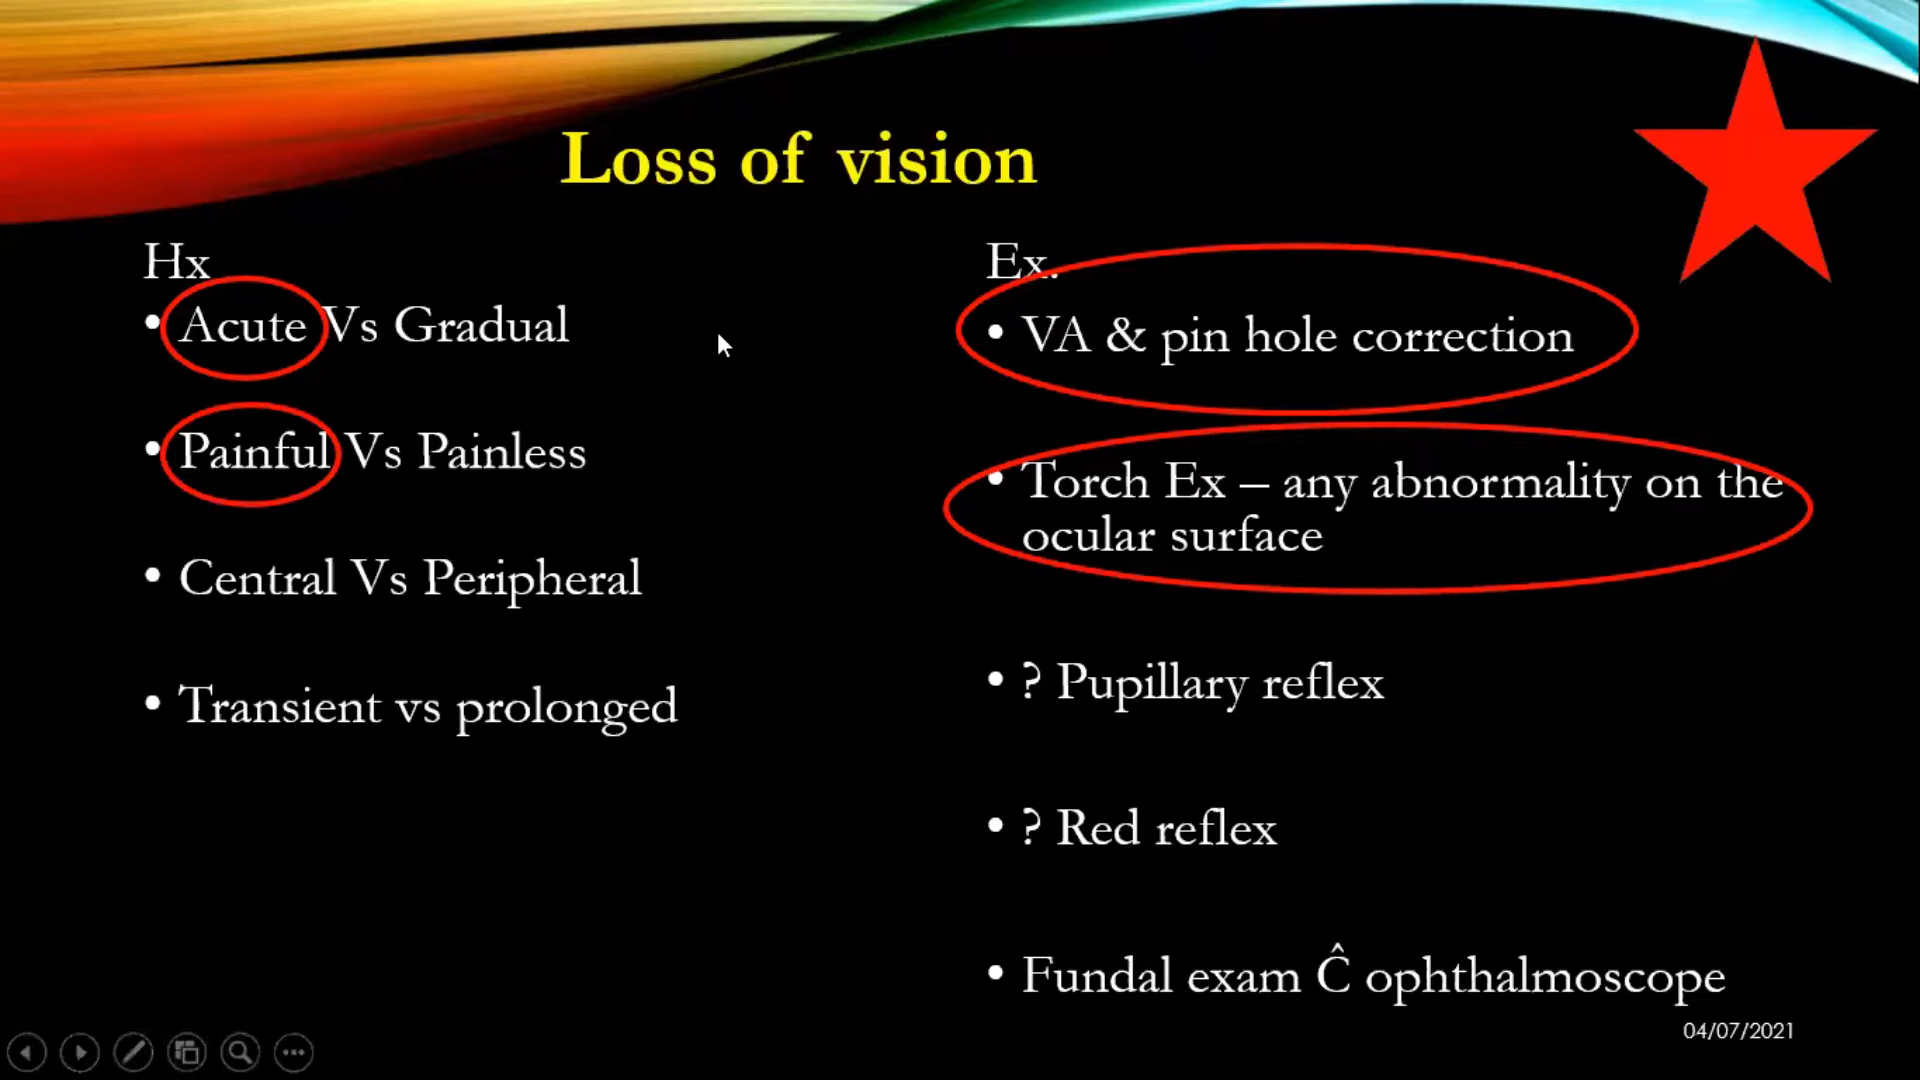 Loss of vision
Hx
• Acute Vs Gradual
• Painful Vs Painless
• Central Vs Peripheral
• Transient vs prolonged
Ex.
• VA & pin hole correction
• Torch Ex – any abnormality on the
ocular surface
• ? Pupillary reflex
• ? Red reflex
• Fundal exam Ĉ ophthalmoscope
04/07/2021